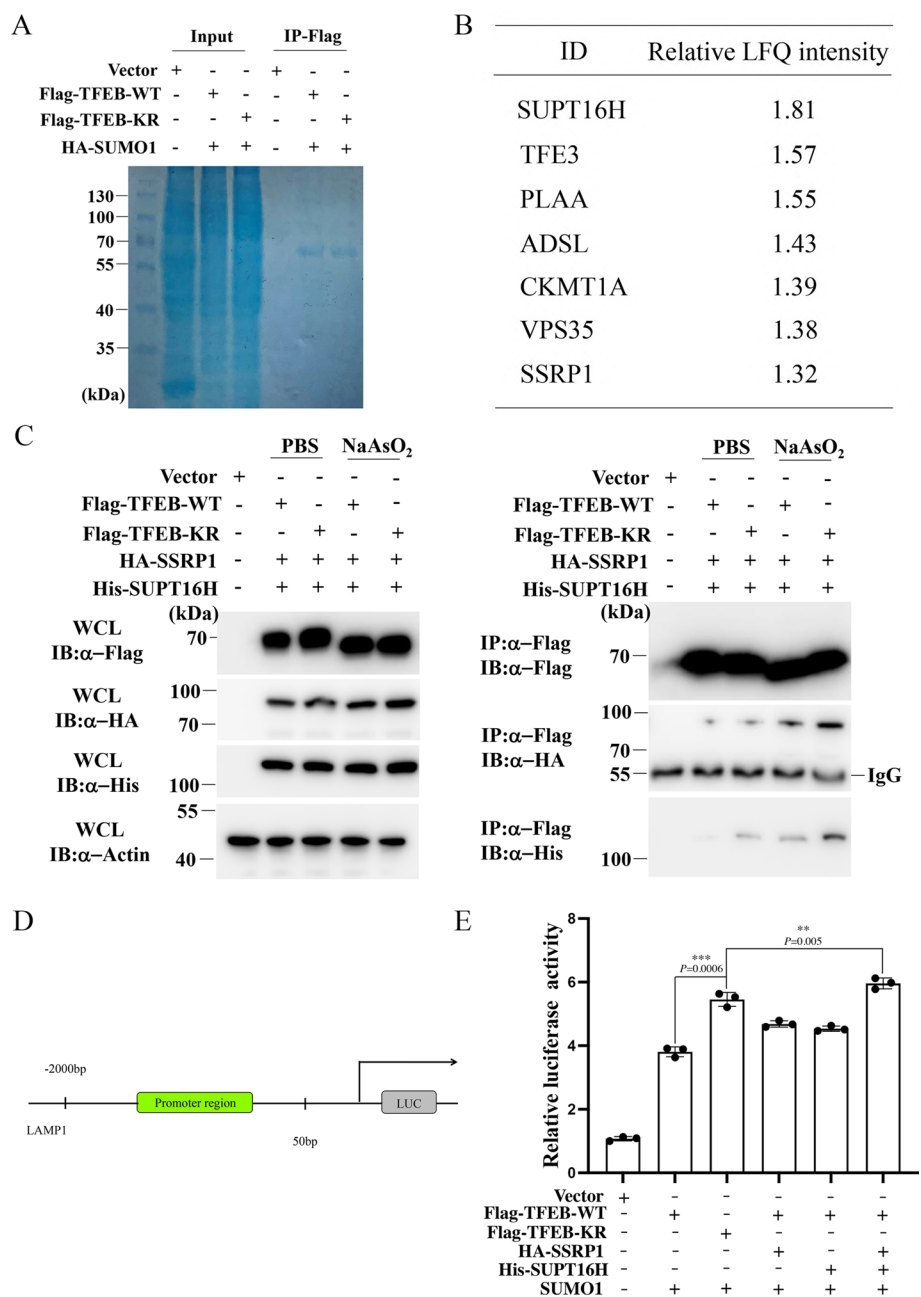 A
Input IP-Flag
Vector + - - + - -
Flag-TFEB-WT - + - - + -
Flag-TFEB-KR - - + - - +
HA-SUMO1 - + + - + +
130
100
70
55
40
35
(kDa)
B
ID Relative LFQ intensity
SUPT16H 1.81
TFE3 1.57
PLAA 1.55
ADSL 1.43
CKMT1A 1.39
VPS35 1.38
SSRP1 1.32
C
PBS NaAsO2
Vector + - - - -
Flag-TFEB-WT - + - + -
Flag-TFEB-KR - - + - +
HA-SSRP1 - + + + +
His-SUPT16H - + + + +
(kDa)
WCL
IB:α-Flag
70
WCL
IB:α-HA
100
70
WCL
IB:α-His
100
WCL
IB:α-Actin
55
40
PBS NaAsO2
Vector + - - - -
Flag-TFEB-WT - + - + -
Flag-TFEB-KR - - + - +
HA-SSRP1 - + + + +
His-SUPT16H - + + + +
(kDa)
IP:α-Flag
IB:α-Flag
70
IP:α-Flag
IB:α-HA
100
70
55
IgG
IP:α-Flag
IB:α-His
100
D
-2000bp
Promoter region
LUC
LAMP1
50bp
E
Relative luciferase activity
8
6
4
2
0
***
P=0.0006
**
P=0.005
Vector + - - - - -
Flag-TFEB-WT - + - + + +
Flag-TFEB-KR - - + - - -
HA-SSRP1 - - - + - +
His-SUPT16H - - - - + +
SUMO1 - + + + + +